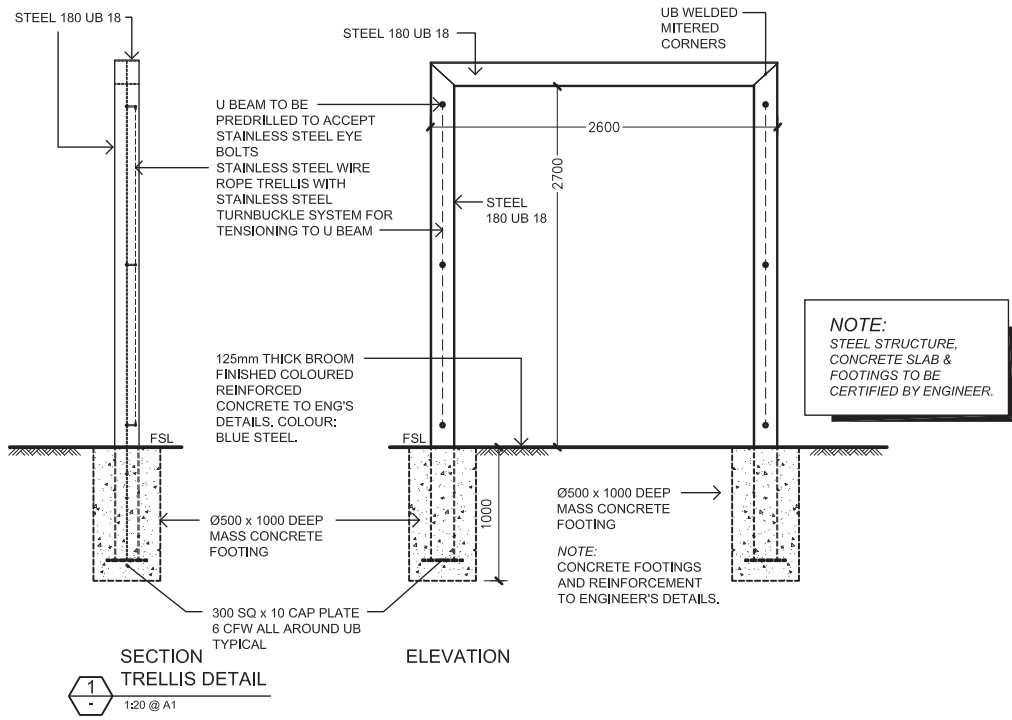 STEEL 180 UB 18
STEEL 180 UB 18
UB WELDED
MITERED
CORNERS
U BEAM TO BE
PREDRILLED TO ACCEPT
STAINLESS STEEL EYE
BOLTS
STAINLESS STEEL WIRE
ROPE TRELLIS WITH
STAINLESS STEEL
TURNBUCKLE SYSTEM FOR
TENSIONING TO U BEAM
2600
2700
STEEL
180 UB 18
NOTE:
STEEL STRUCTURE,
CONCRETE SLAB &
FOOTINGS TO BE
CERTIFIED BY ENGINEER.
125mm THICK BROOM
FINISHED COLOURED
REINFORCED
CONCRETE TO ENG'S
DETAILS. COLOUR:
BLUE STEEL.
FSL
FSL
Ø500 x 1000 DEEP
MASS CONCRETE
FOOTING
1000
Ø500 x 1000 DEEP
MASS CONCRETE
FOOTING
NOTE:
CONCRETE FOOTINGS
AND REINFORCEMENT
TO ENGINEER'S DETAILS.
300 SQ x 10 CAP PLATE
6 CFW ALL AROUND UB
TYPICAL
SECTION
ELEVATION
TRELLIS DETAIL
1
-
1:20 @ A1